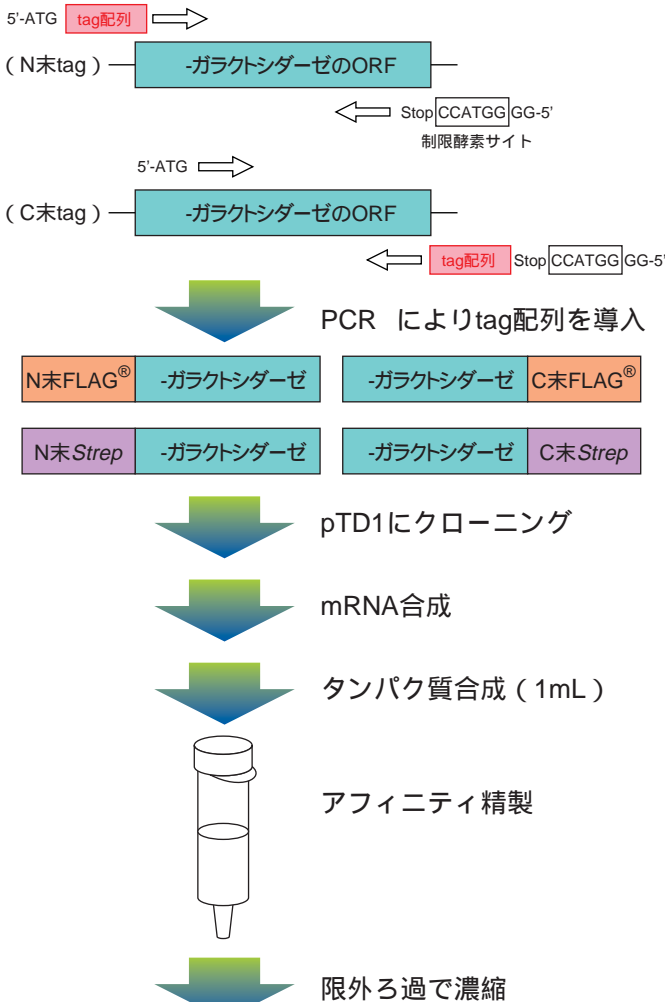 5'-ATG tag配列
(N末tag) -ガラクトシダーゼのORF
Stop CCATGG GG-5'
制限酵素サイト
5'-ATG
(C末tag) -ガラクトシダーゼのORF
tag配列 Stop CCATGG GG-5'
PCR によりtag配列を導入
N末FLAG® -ガラクトシダーゼ -ガラクトシダーゼ C末FLAG®
N末Strep -ガラクトシダーゼ -ガラクトシダーゼ C末Strep
pTD1にクローニング
mRNA合成
タンパク質合成(1mL)
アフィニティ精製
限外ろ過で濃縮